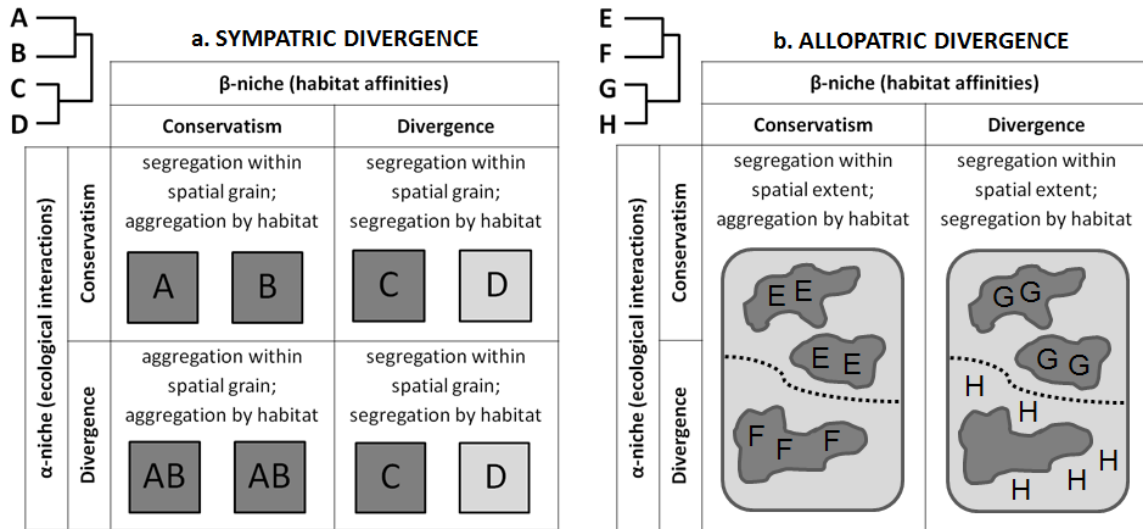 A
B
C
D
a. SYMPATRIC DIVERGENCE
β-niche (habitat affinities)
Conservatism
Divergence
α-niche (ecological interactions)
Conservatism
segregation within
spatial grain;
aggregation by habitat
A
B
segregation within
spatial grain;
segregation by habitat
C
D
Divergence
aggregation within
spatial grain;
aggregation by habitat
AB
AB
segregation within
spatial grain;
segregation by habitat
C
D
E
F
G
H
b. ALLOPATRIC DIVERGENCE
β-niche (habitat affinities)
Conservatism
Divergence
α-niche (ecological interactions)
Conservatism
Divergence
segregation within
spatial extent;
aggregation by habitat
E E
E E
F F F
segregation within
spatial extent;
segregation by habitat
G G
G G
H
H
H
H H